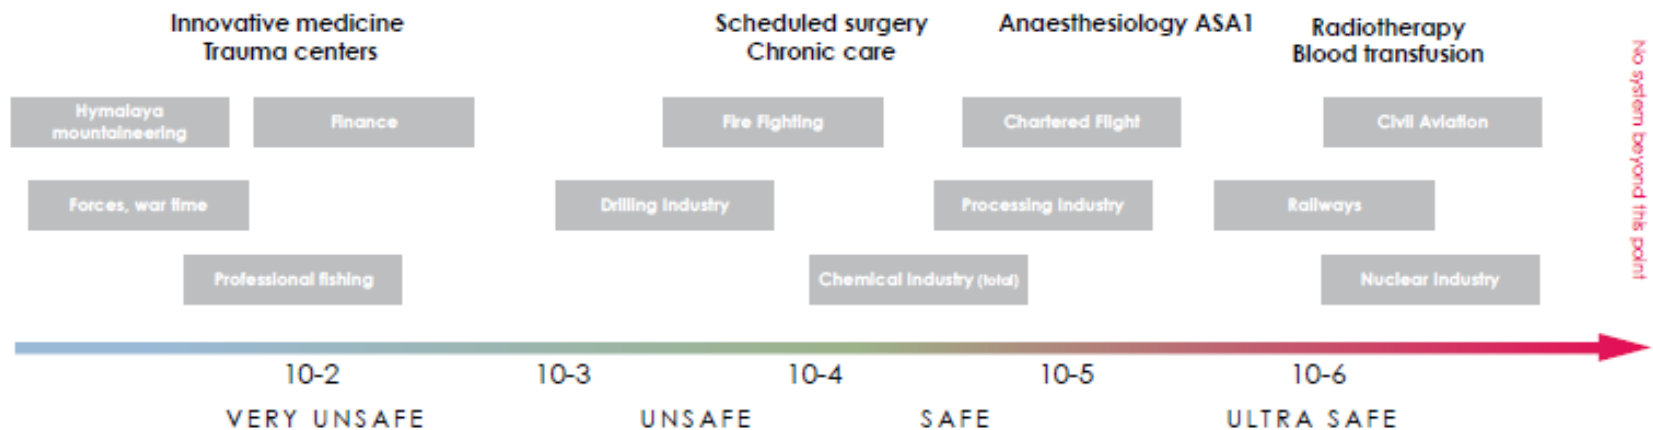 Innovative medicine
Trauma centers
Scheduled surgery
Chronic care
Anaesthesiology ASA1
Radiotherapy
Blood transfusion
Hymalaya
mountaineering
Finance
Fire Fighting
Chartered Flight
Civil Aviation
Forces, war time
Drilling Industry
Processing Industry
Railways
Professional fishing
Chemical Industry (total)
Nuclear Industry
No system beyond this point
10-2
10-3
10-4
10-5
10-6
VERY UNSAFE
UNSAFE
SAFE
ULTRA SAFE